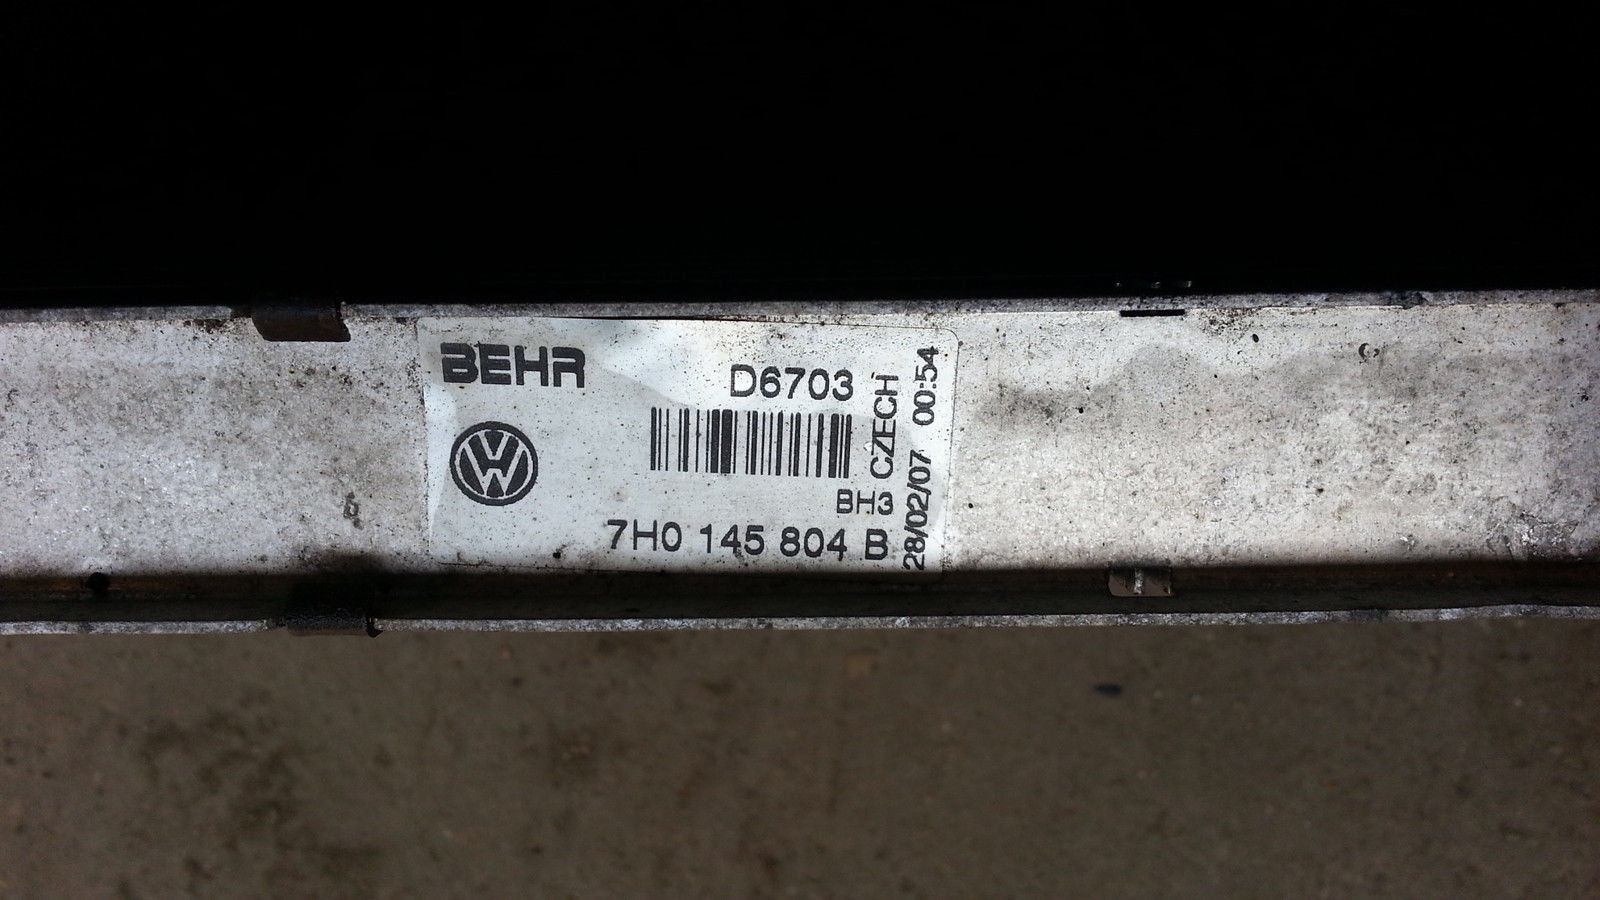 BEHR
D6703
CZECH
28/02/07 00:54
BH3
7H0 145 804 B